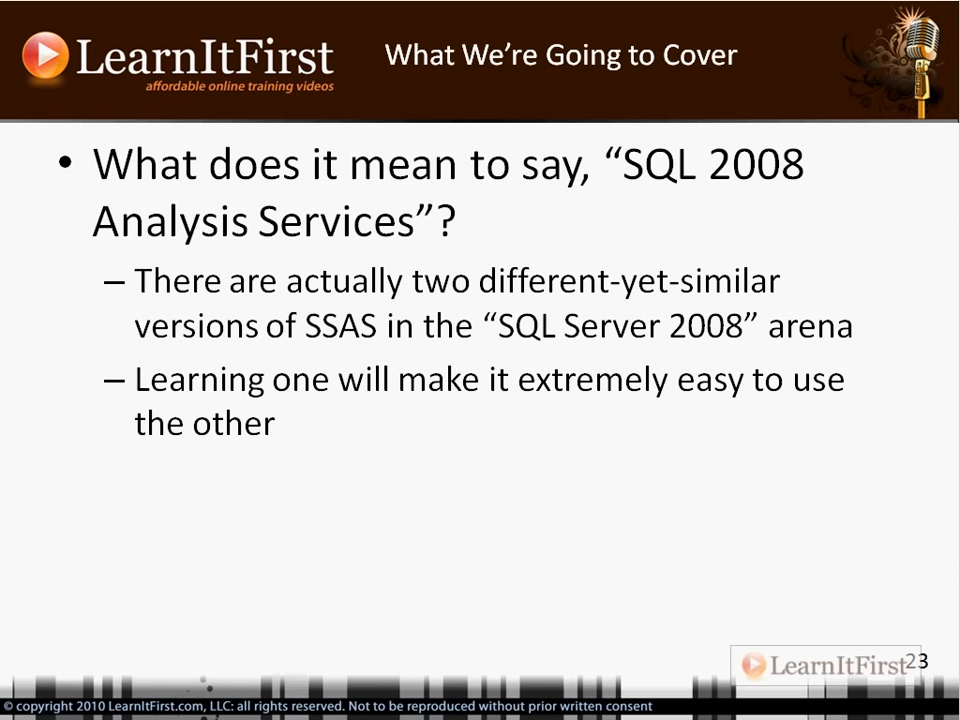 LearnItFirst
affordable online training videos
What We're Going to Cover
• What does it mean to say, “SQL 2008
Analysis Services”?
– There are actually two different-yet-similar
versions of SSAS in the “SQL Server 2008” arena
– Learning one will make it extremely easy to use
the other
LearnItFirst
23
© copyright 2010 LearnItFirst.com, LLC: all rights reserved. Not to be reproduced without prior written consent